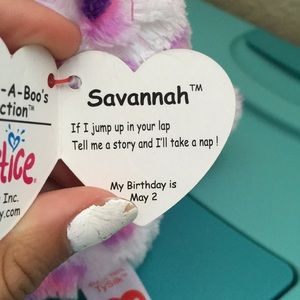 -A-Boo's
ction™
tice®
Inc.
y.com
Savannah™
If I jump up in your lap
Tell me a story and I'll take a nap !
My Birthday is
May 2